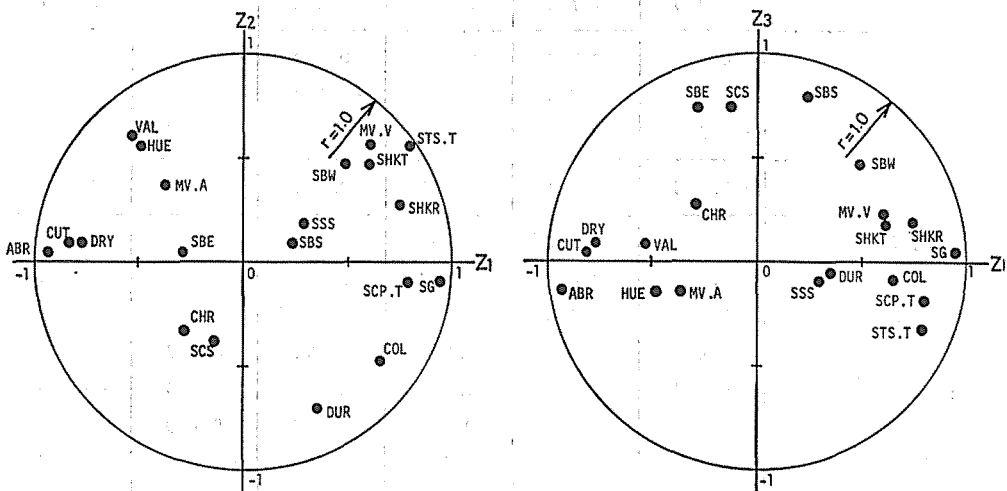 Z2
1
VAL
HUE
MV.A
r=1.0
MV.V
STS.T
SBW
SHKT
SHKR
SSS
SBS
CUT
DRY
SBE
ABR
-1
0
1
Z1
SCP.T
SG
CHR
SCS
COL
DUR
-1
Z3
1
SBE
SCS
SBS
r=1.0
SBW
CHR
MV.V
SHKT
SHKR
DRY
CUT
VAL
SG
-1
0
1
Z1
ABR
HUE
MV.A
SSS
DUR
COL
SCP.T
STS.T
-1